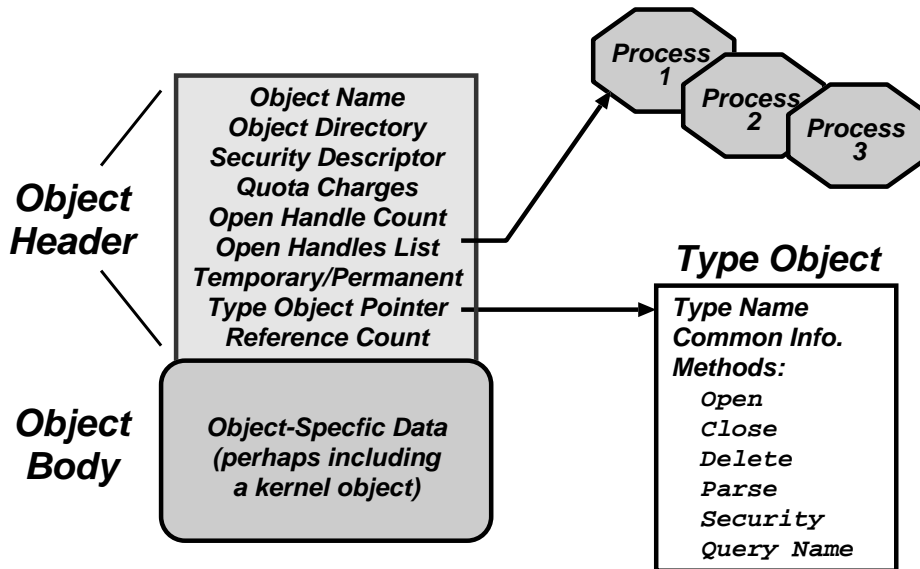 Object
Header
Object Name
Object Directory
Security Descriptor
Quota Charges
Open Handle Count
Open Handles List
Temporary/Permanent
Type Object Pointer
Reference Count
Object
Body
Object-Specfic Data
(perhaps including
a kernel object)
Process
1
Process
2
Process
3
Type Object
Type Name
Common Info.
Methods:
Open
Close
Delete
Parse
Security
Query Name